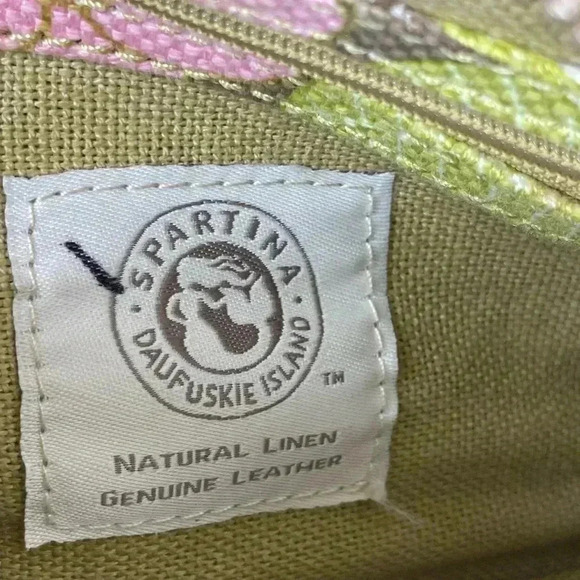 · SPARTINA ·
DAUFUSKIE ISLAND
TM
NATURAL LINEN
GENUINE LEATHER